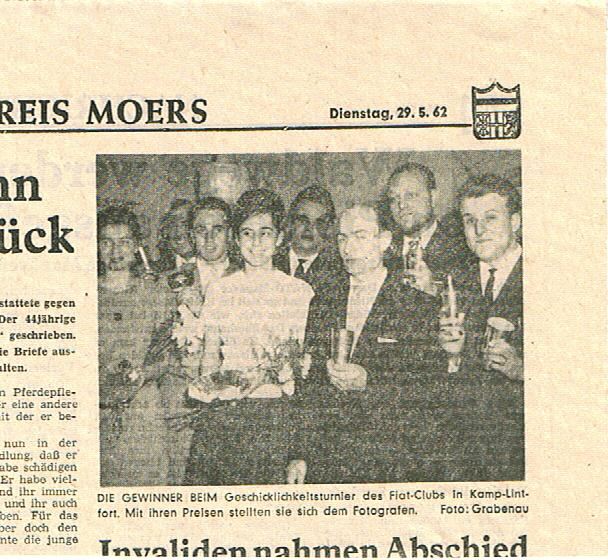 REIS MOERS
Dienstag, 29. 5. 62
nn
ück
stattete gegen
Der 44jährige
" geschrieben.
ie Briefe aus-
alten.
n Pferdepfle-
r eine andere
it der er be-
nun in der
dlung, daß er
abe schädigen
Er habo viel-
nd ihr immer
und ihr auch
ben. Für das
ber doch den
nte die junge
DIE GEWINNER BEIM Geschicklichkeitsturnier des Fiat-Clubs in Kamp-Lint-
fort. Mit ihren Preisen stellten sie sich dem Fotografen. Foto: Grabenau
Invaliden nahmen Abschied